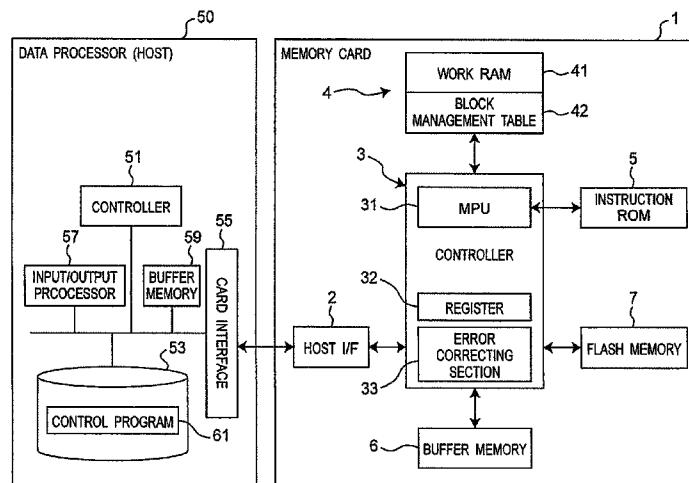 50
1
DATA PROCESSOR (HOST)
MEMORY CARD
WORK RAM
41
4
BLOCK
MANAGEMENT TABLE
42
51
CONTROLLER
3
31
MPU
5
INSTRUCTION
ROM
CONTROLLER
57
59
55
INPUT/OUTPUT
PRCOCESSOR
BUFFER
MEMORY
CARD INTERFACE
32
REGISTER
2
HOST I/F
ERROR
CORRECTING
SECTION
33
7
FLASH MEMORY
53
CONTROL PROGRAM
61
6
BUFFER MEMORY